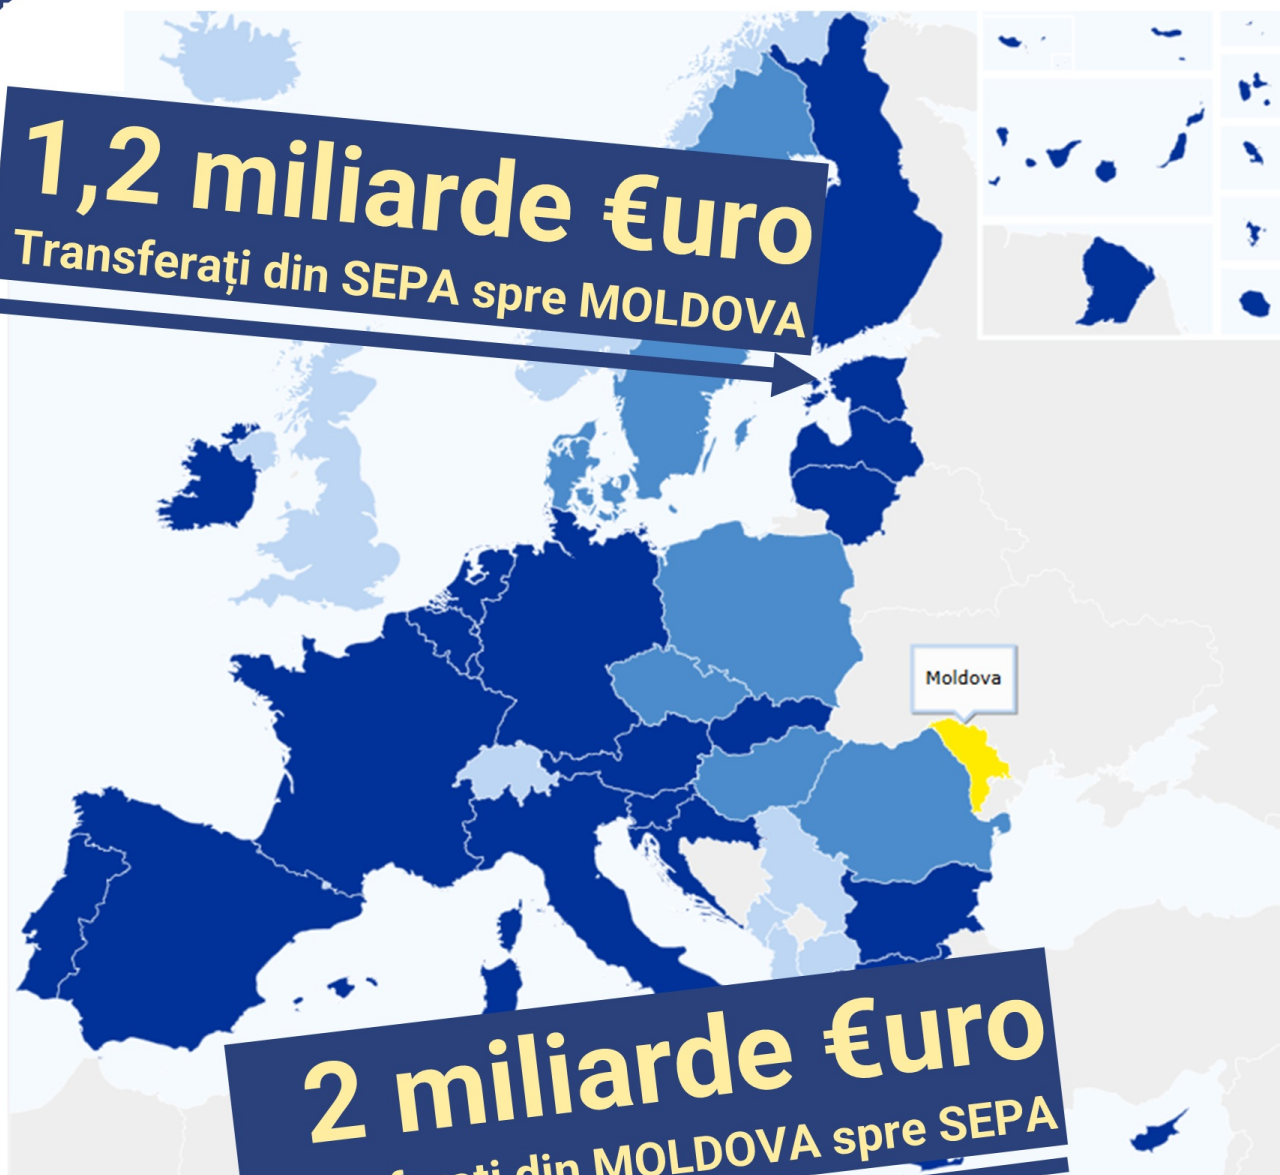 1,2 miliarde €uro
Transferați din SEPA spre MOLDOVA
Moldova
2 miliarde €uro
din MOLDOVA spre SEPA